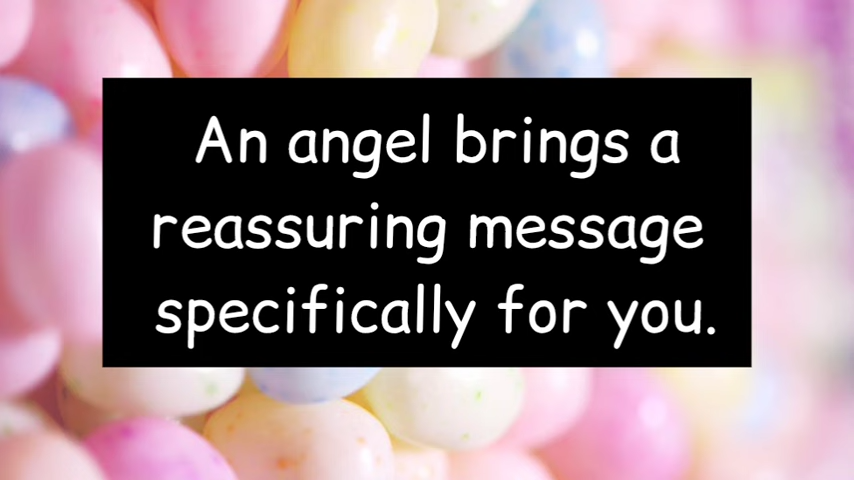 An angel brings a
reassuring message
specifically for you.